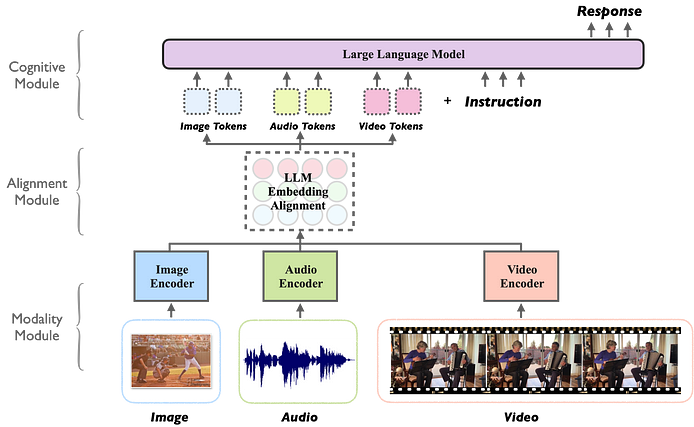 Response
Cognitive
Module
Large Language Model
Image Tokens
Audio Tokens
Video Tokens
+ Instruction
Alignment
Module
LLM
Embedding
Alignment
Modality
Module
Image
Encoder
Audio
Encoder
Video
Encoder
Image
Audio
Video